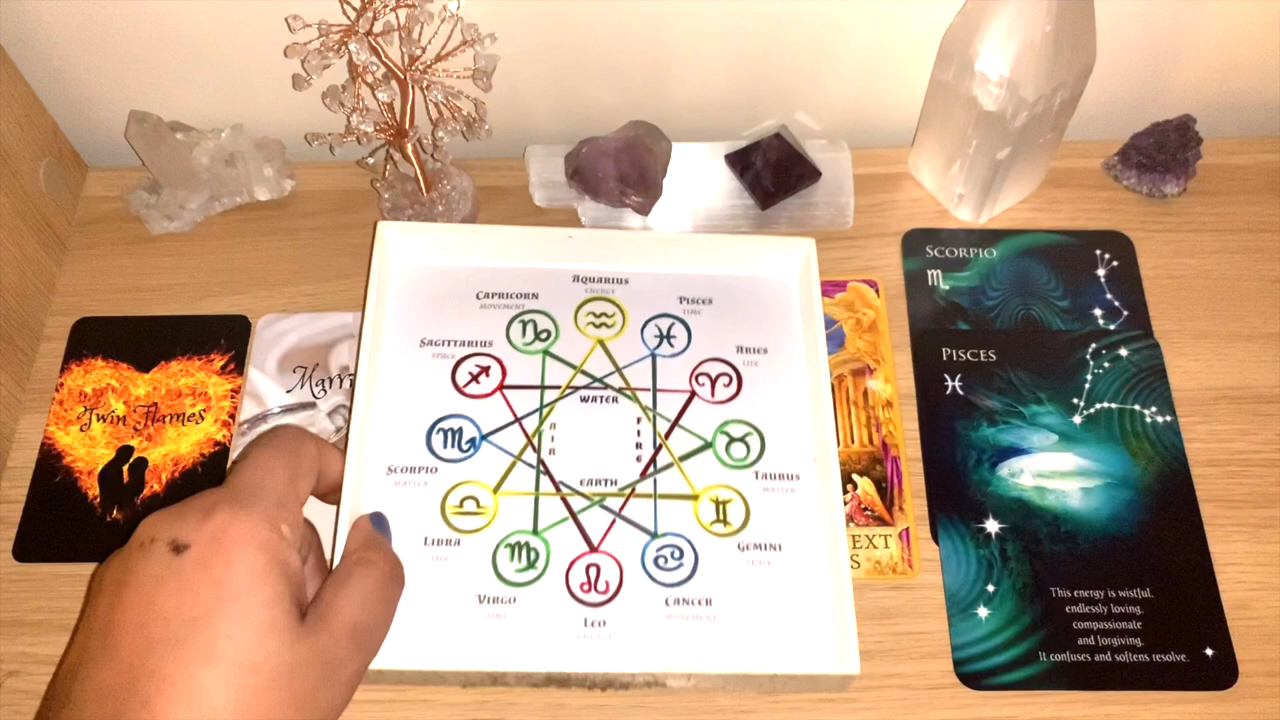 Aquarius
Energy
Capricorn
Movement
Pisces
Time
Sagittarius
Space
Aries
Life
Water
Air
Fire
Earth
Scorpio
Matter
Taurus
Matter
Libra
Life
Gemini
Space
Virgo
Time
Cancer
Movement
Leo
Energy
Twin Flames
Marri
EXT
S
Scorpio
Pisces
This energy is wistful,
endlessly loving,
compassionate
and forgiving.
It confuses and softens resolve.